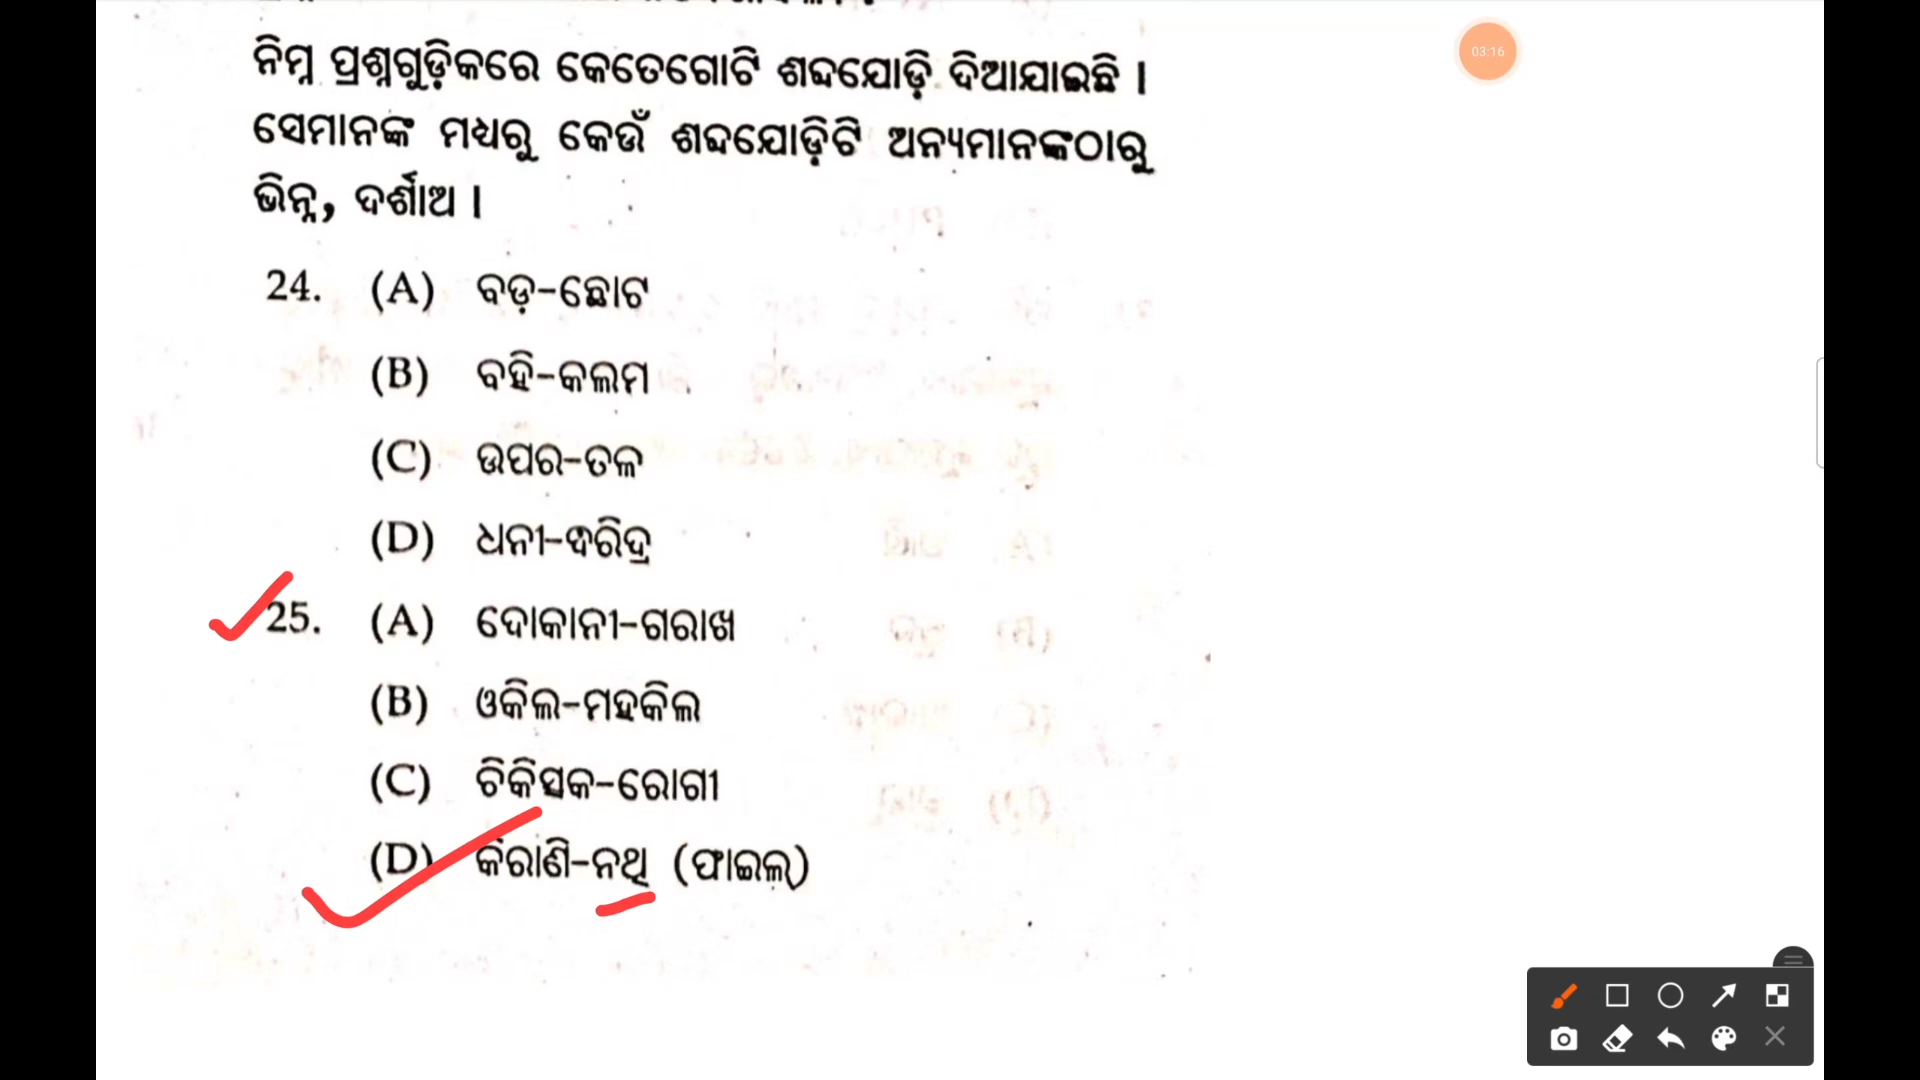 03:16
ନିମ୍ନ ପ୍ରଶ୍ନଗୁଡ଼ିକରେ କେତେଗୋଟି ଶବ୍ଦଯୋଡ଼ି ଦିଆଯାଇଛି ।
ସେମାନଙ୍କ ମଧ୍ୟରୁ କେଉଁ ଶବ୍ଦଯୋଡ଼ିଟି ଅନ୍ୟମାନଙ୍କଠାରୁ
ଭିନ୍ନ, ଦର୍ଶାଅ ।
24. (A) ବଡ଼-ଛୋଟ
(B) ବହି-କଲମ
(C) ଉପର-ତଳ
(D) ଧନୀ-ଦରିଦ୍ର
25. (A) ଦୋକାନୀ-ଗରାଖ
(B) ଓକିଲ-ମହକିଲ
(C) ଚିକିତ୍ସକ-ରୋଗୀ
(D) କିରାଣି-ନଥି (ଫାଇଲ୍)